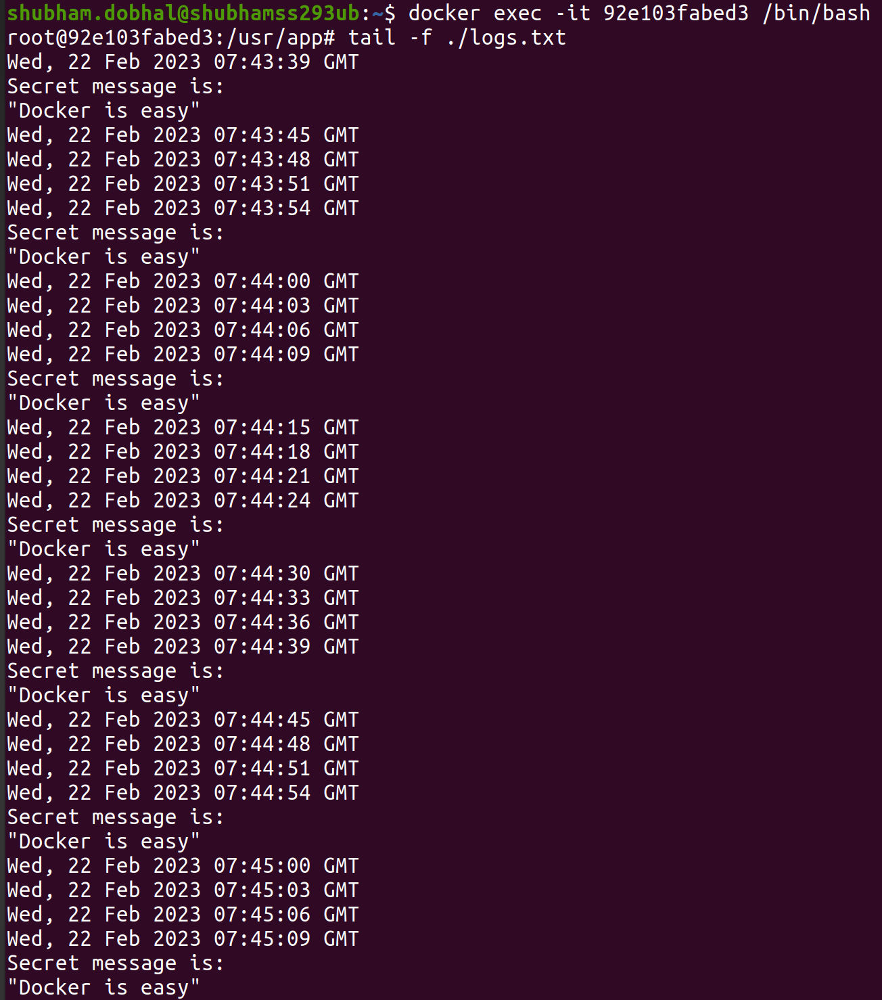 shubham.dobhal@shubhamss293ub:~$ docker exec -it 92e103fabed3 /bin/bash
root@92e103fabed3:/usr/app# tail -f ./logs.txt
Wed, 22 Feb 2023 07:43:39 GMT
Secret message is:
"Docker is easy"
Wed, 22 Feb 2023 07:43:45 GMT
Wed, 22 Feb 2023 07:43:48 GMT
Wed, 22 Feb 2023 07:43:51 GMT
Wed, 22 Feb 2023 07:43:54 GMT
Secret message is:
"Docker is easy"
Wed, 22 Feb 2023 07:44:00 GMT
Wed, 22 Feb 2023 07:44:03 GMT
Wed, 22 Feb 2023 07:44:06 GMT
Wed, 22 Feb 2023 07:44:09 GMT
Secret message is:
"Docker is easy"
Wed, 22 Feb 2023 07:44:15 GMT
Wed, 22 Feb 2023 07:44:18 GMT
Wed, 22 Feb 2023 07:44:21 GMT
Wed, 22 Feb 2023 07:44:24 GMT
Secret message is:
"Docker is easy"
Wed, 22 Feb 2023 07:44:30 GMT
Wed, 22 Feb 2023 07:44:33 GMT
Wed, 22 Feb 2023 07:44:36 GMT
Wed, 22 Feb 2023 07:44:39 GMT
Secret message is:
"Docker is easy"
Wed, 22 Feb 2023 07:44:45 GMT
Wed, 22 Feb 2023 07:44:48 GMT
Wed, 22 Feb 2023 07:44:51 GMT
Wed, 22 Feb 2023 07:44:54 GMT
Secret message is:
"Docker is easy"
Wed, 22 Feb 2023 07:45:00 GMT
Wed, 22 Feb 2023 07:45:03 GMT
Wed, 22 Feb 2023 07:45:06 GMT
Wed, 22 Feb 2023 07:45:09 GMT
Secret message is:
"Docker is easy"